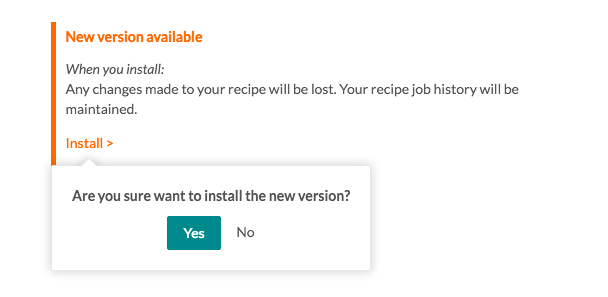 New version available
When you install:
Any changes made to your recipe will be lost. Your recipe job history will be
maintained.
Install >
Are you sure want to install the new version?
Yes No